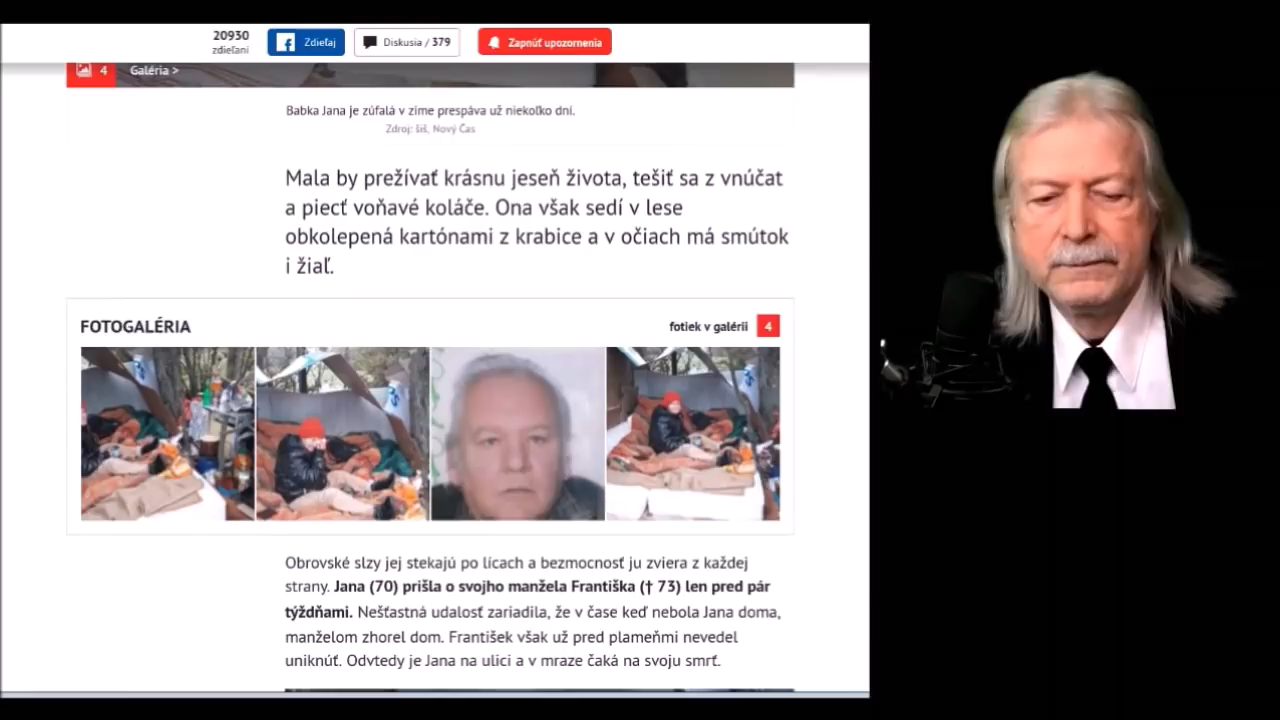 20930
zdieľaní
Zdieľaj
Diskusia / 379
Zapnúť upozornenia
4
Galéria >
Babka Jana je zúfalá v zime prespáva už niekoľko dní.
Zdroj: šiš, Nový Čas
Mala by prežívať krásnu jeseň života, tešiť sa z vnúčat
a piecť voňavé koláče. Ona však sedí v lese
obkolepená kartónami z krabice a v očiach má smútok
i žiaľ.
FOTOGALÉRIA
fotiek v galérii 4
Obrovské slzy jej stekajú po lícach a bezmocnosť ju zviera z každej
strany. Jana (70) prišla o svojho manžela Františka († 73) len pred pár
týždňami. Nešťastná udalosť zariadila, že v čase keď nebola Jana doma,
manželom zhorel dom. František však už pred plameňmi nevedel
uniknúť. Odvtedy je Jana na ulici a v mraze čaká na svoju smrť.